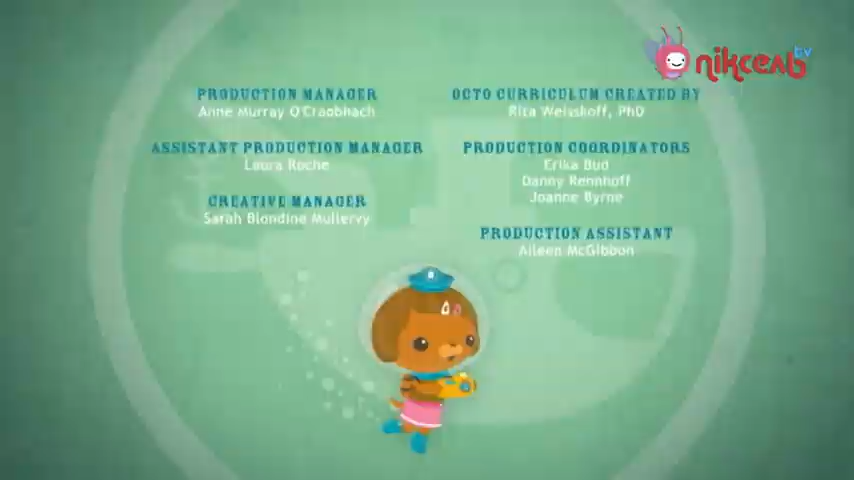 піксель tv
PRODUCTION MANAGER
Anne Murray O'Craobhach
ASSISTANT PRODUCTION MANAGER
Laura Roche
CREATIVE MANAGER
Sarah Blondine Mullervy
OCTO CURRICULUM CREATED BY
Rita Weisskoff, PhD
PRODUCTION COORDINATORS
Erika Bud
Danny Rennhoff
Joanne Byrne
PRODUCTION ASSISTANT
Aileen McGibbon